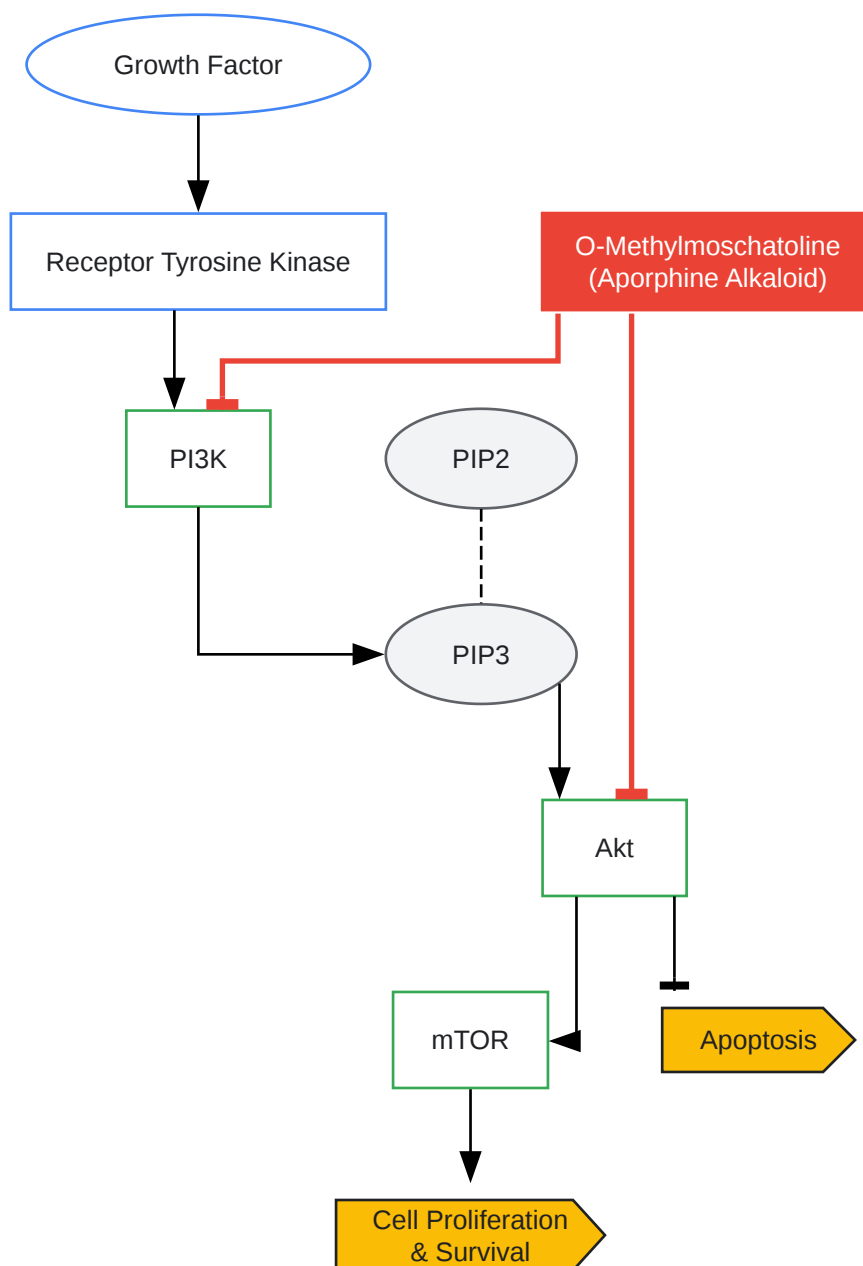 Growth Factor
Receptor Tyrosine Kinase
O-Methylmoschatoline
(Aporphine Alkaloid)
PI3K
PIP2
PIP3
Akt
mTOR
Apoptosis
Cell Proliferation
& Survival